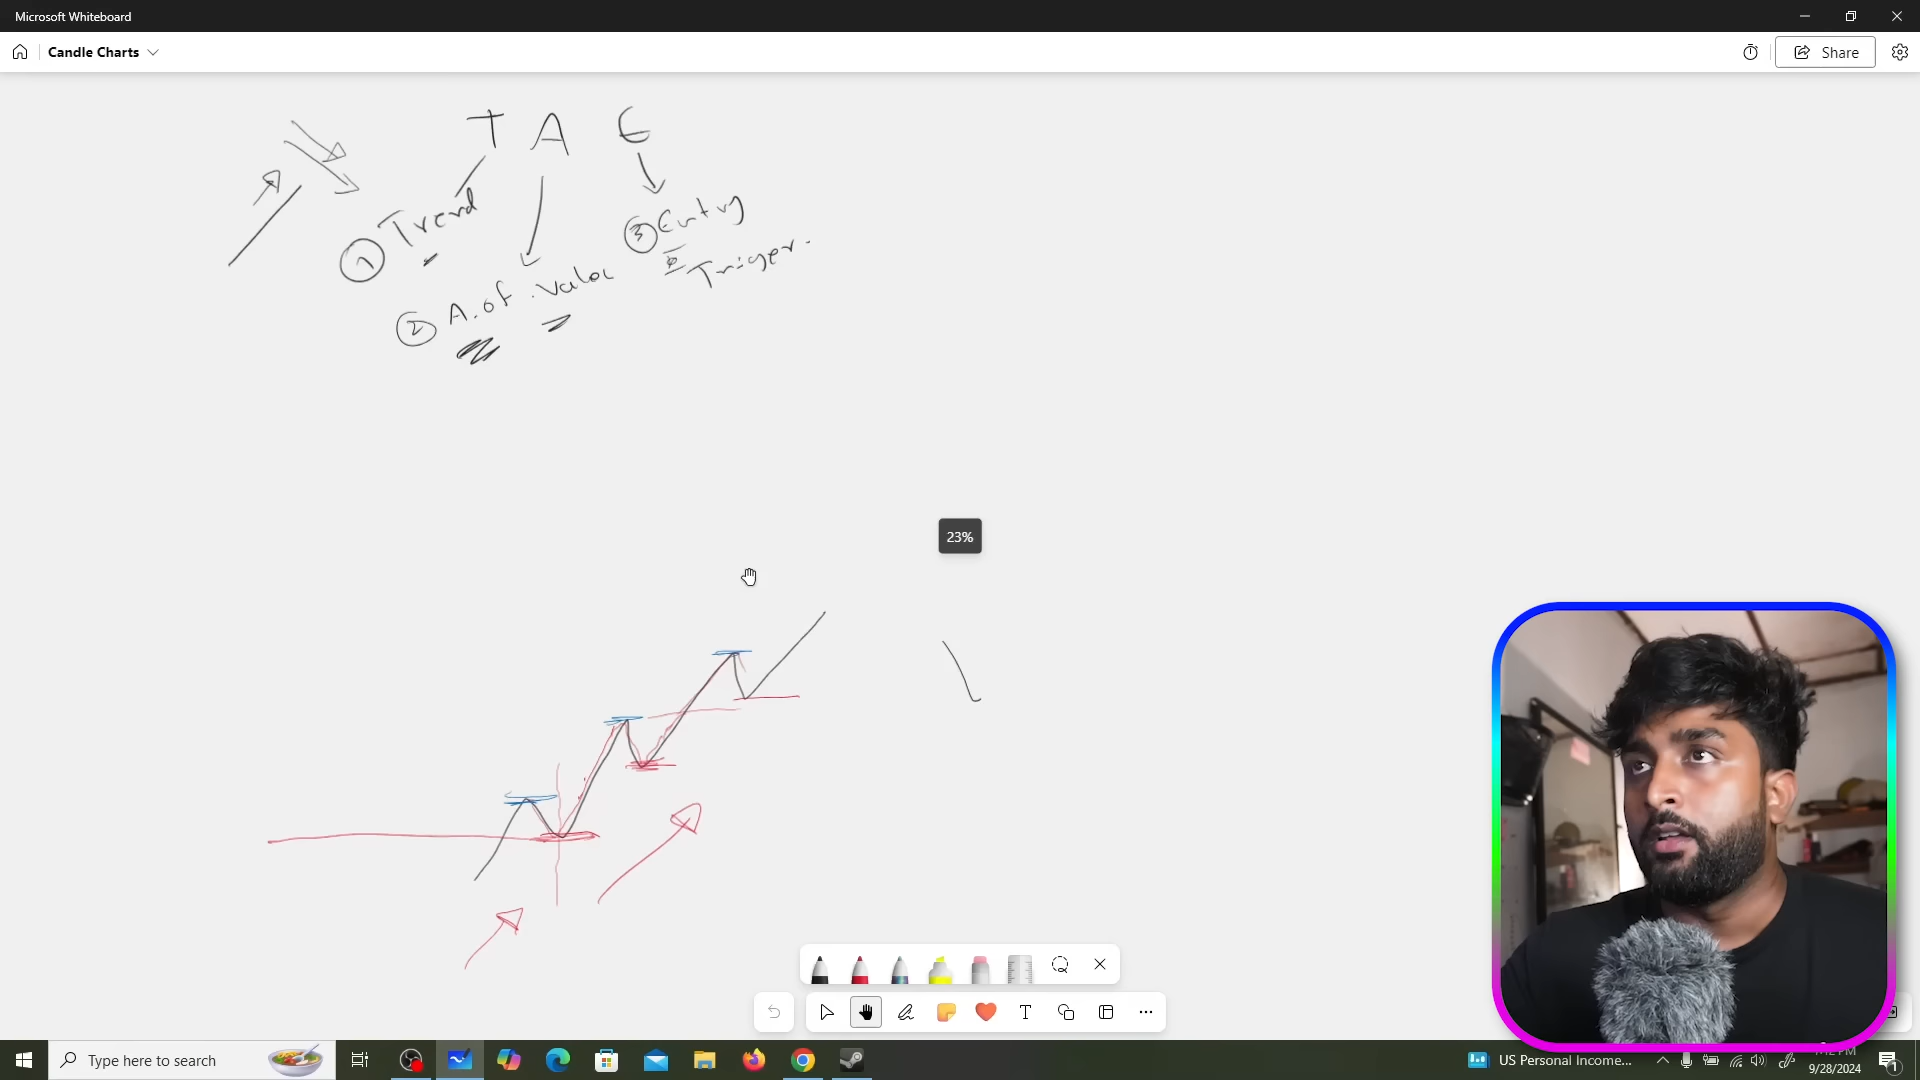 Microsoft Whiteboard
Candle Charts
Share
T A E
① Trend
② A. of. Value
③ Entry
Trigger.
23%
Type here to search
US Personal Income...
9/28/2024
1